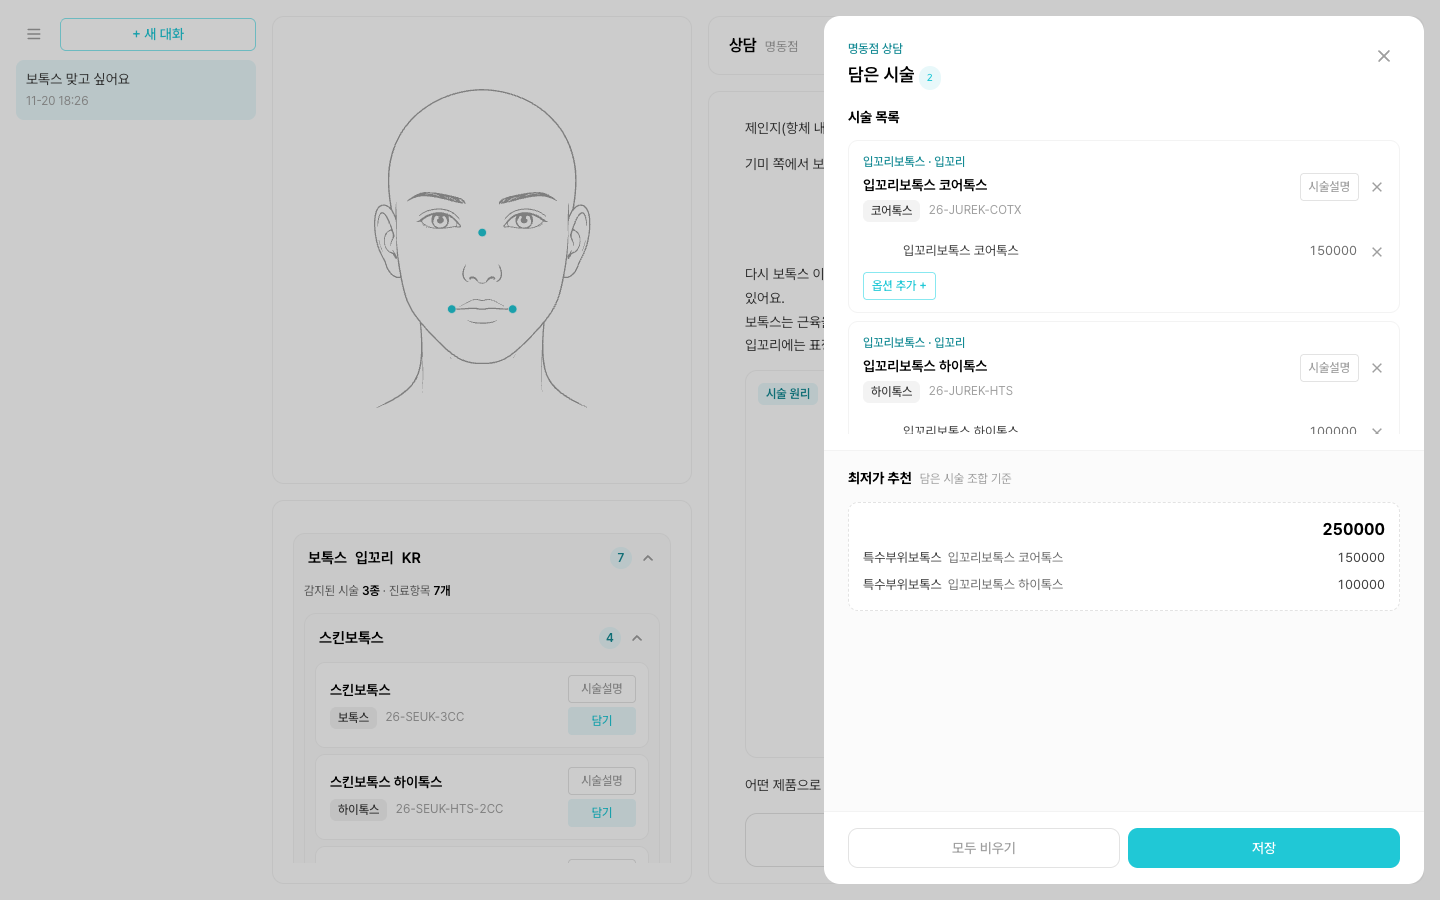 + 새 대화
보톡스 맞고 싶어요
11-20 18:26
보톡스 입꼬리 KR
7
감지된 시술 3종 · 진료항목 7개
스킨보톡스
4
스킨보톡스
시술설명
보톡스 26-SEUK-3CC
담기
스킨보톡스 하이톡스
시술설명
하이톡스 26-SEUK-HTS-2CC
담기
상담 명동점
제인지(항체 내
기미 쪽에서 보
다시 보톡스 이
있어요.
보톡스는 근육을
입꼬리에는 표정
시술 원리
어떤 제품으로
명동점 상담
담은 시술 2
시술 목록
입꼬리보톡스 · 입꼬리
입꼬리보톡스 코어톡스
시술설명
코어톡스 26-JUREK-COTX
입꼬리보톡스 코어톡스 150000
옵션 추가 +
입꼬리보톡스 · 입꼬리
입꼬리보톡스 하이톡스
시술설명
하이톡스 26-JUREK-HTS
입꼬리보톡스 하이톡스 100000
최저가 추천 담은 시술 조합 기준
250000
특수부위보톡스 입꼬리보톡스 코어톡스 150000
특수부위보톡스 입꼬리보톡스 하이톡스 100000
모두 비우기
저장